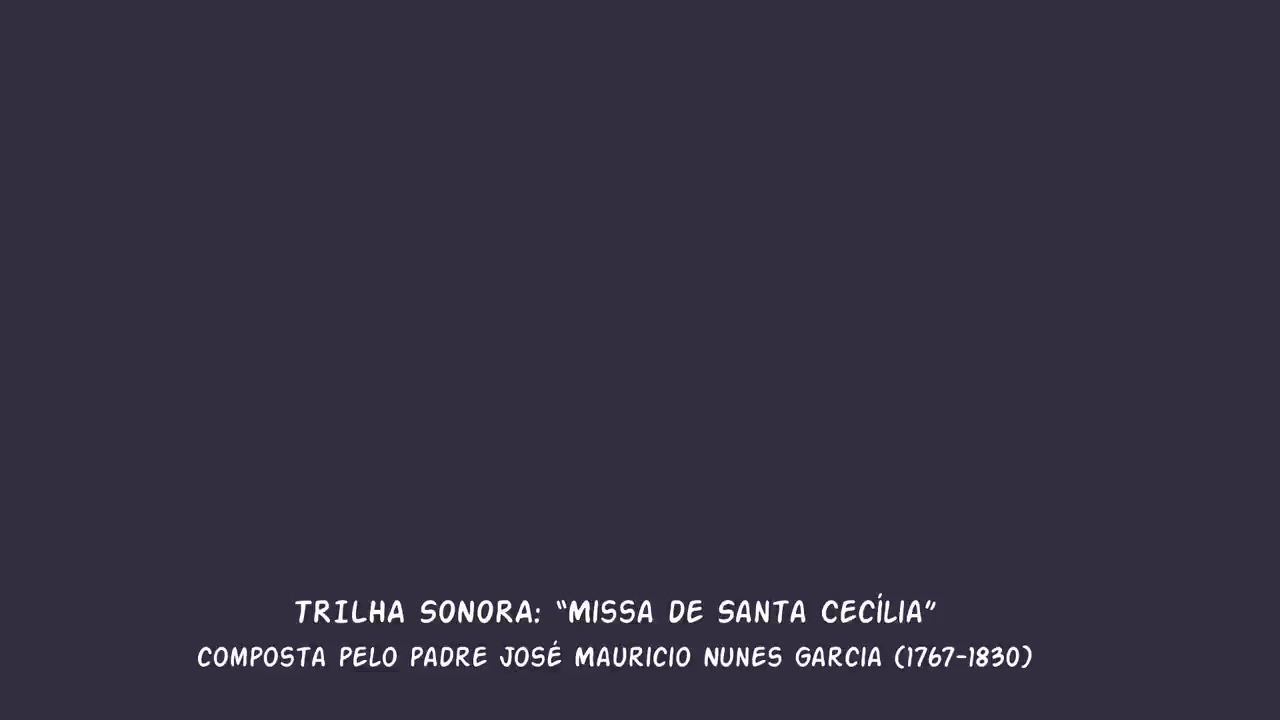 TRILHA SONORA: "MISSA DE SANTA CECÍLIA"
COMPOSTA PELO PADRE JOSÉ MAURICIO NUNES GARCIA (1767-1830)